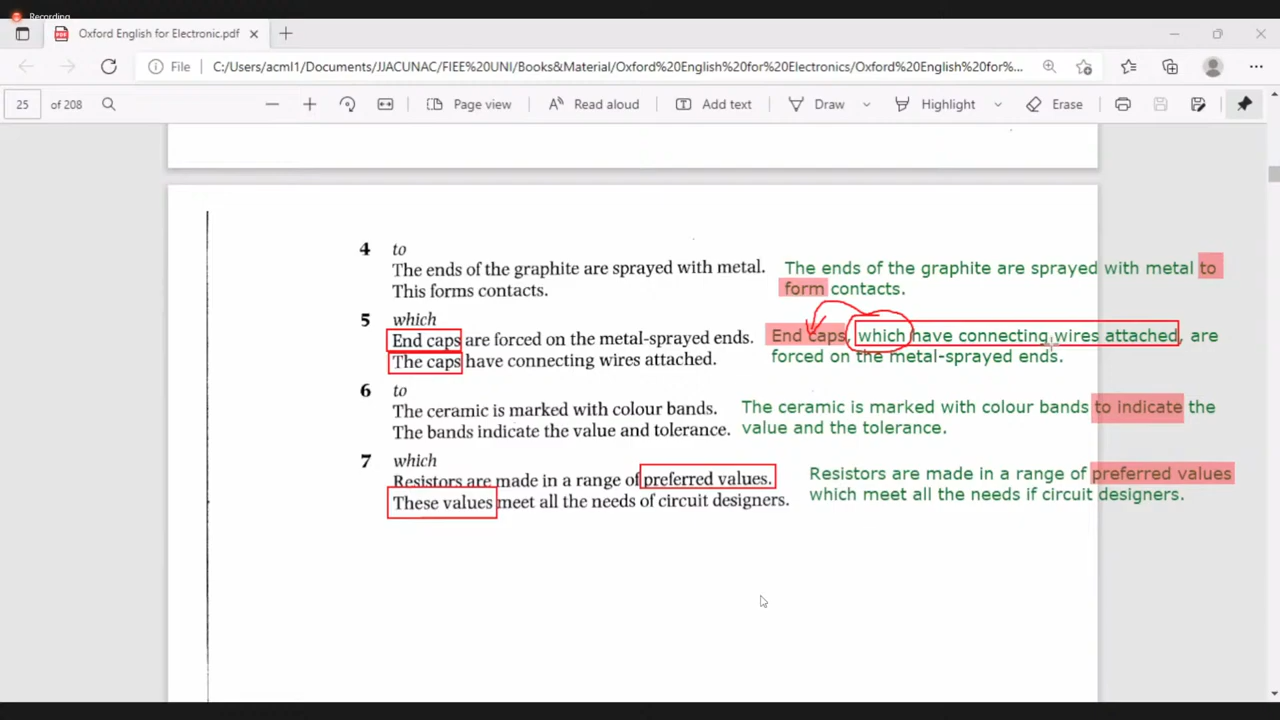 Recording
Oxford English for Electronic.pdf
File C:/Users/acml1/Documents/JJACUNAC/FIEE%20UNI/Books&Material/Oxford%20English%20for%20Electronics/Oxford%20English%20for%...
25 of 208 Page view Read aloud Add text Draw Highlight Erase
4 to
The ends of the graphite are sprayed with metal. The ends of the graphite are sprayed with metal to
This forms contacts. form contacts.
5 which
End caps are forced on the metal-sprayed ends. End caps, which have connecting wires attached, are
The caps have connecting wires attached. forced on the metal-sprayed ends.
6 to
The ceramic is marked with colour bands. The ceramic is marked with colour bands to indicate the
The bands indicate the value and tolerance. value and the tolerance.
7 which
Resistors are made in a range of preferred values. Resistors are made in a range of preferred values
These values meet all the needs of circuit designers. which meet all the needs if circuit designers.